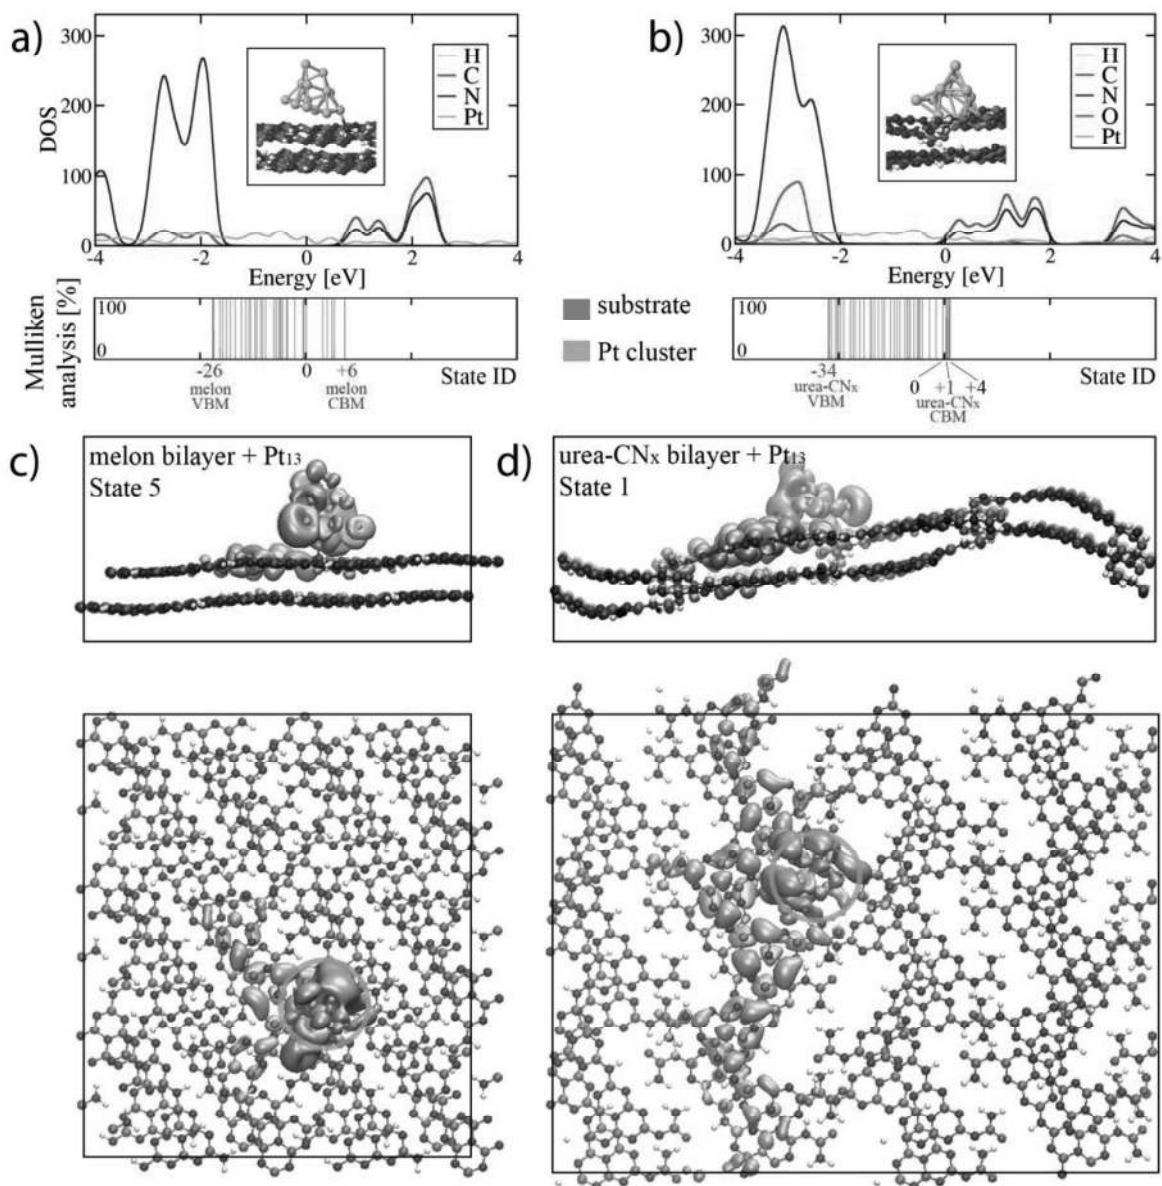 a)
300
200
100
0
DOS
-4
-2
0
2
4
Energy [eV]
H
C
N
Pt
b)
300
200
100
0
-4
-2
0
2
4
Energy [eV]
H
C
N
O
Pt
Mulliken
analysis [%]
100
0
-26
melon
VBM
0
+6
melon
CBM
State ID
substrate
Pt cluster
100
0
-34
urea-CNx
VBM
0
+1
+4
urea-CNx
CBM
State ID
c)
melon bilayer + Pt13
State 5
d)
urea-CNx bilayer + Pt13
State 1